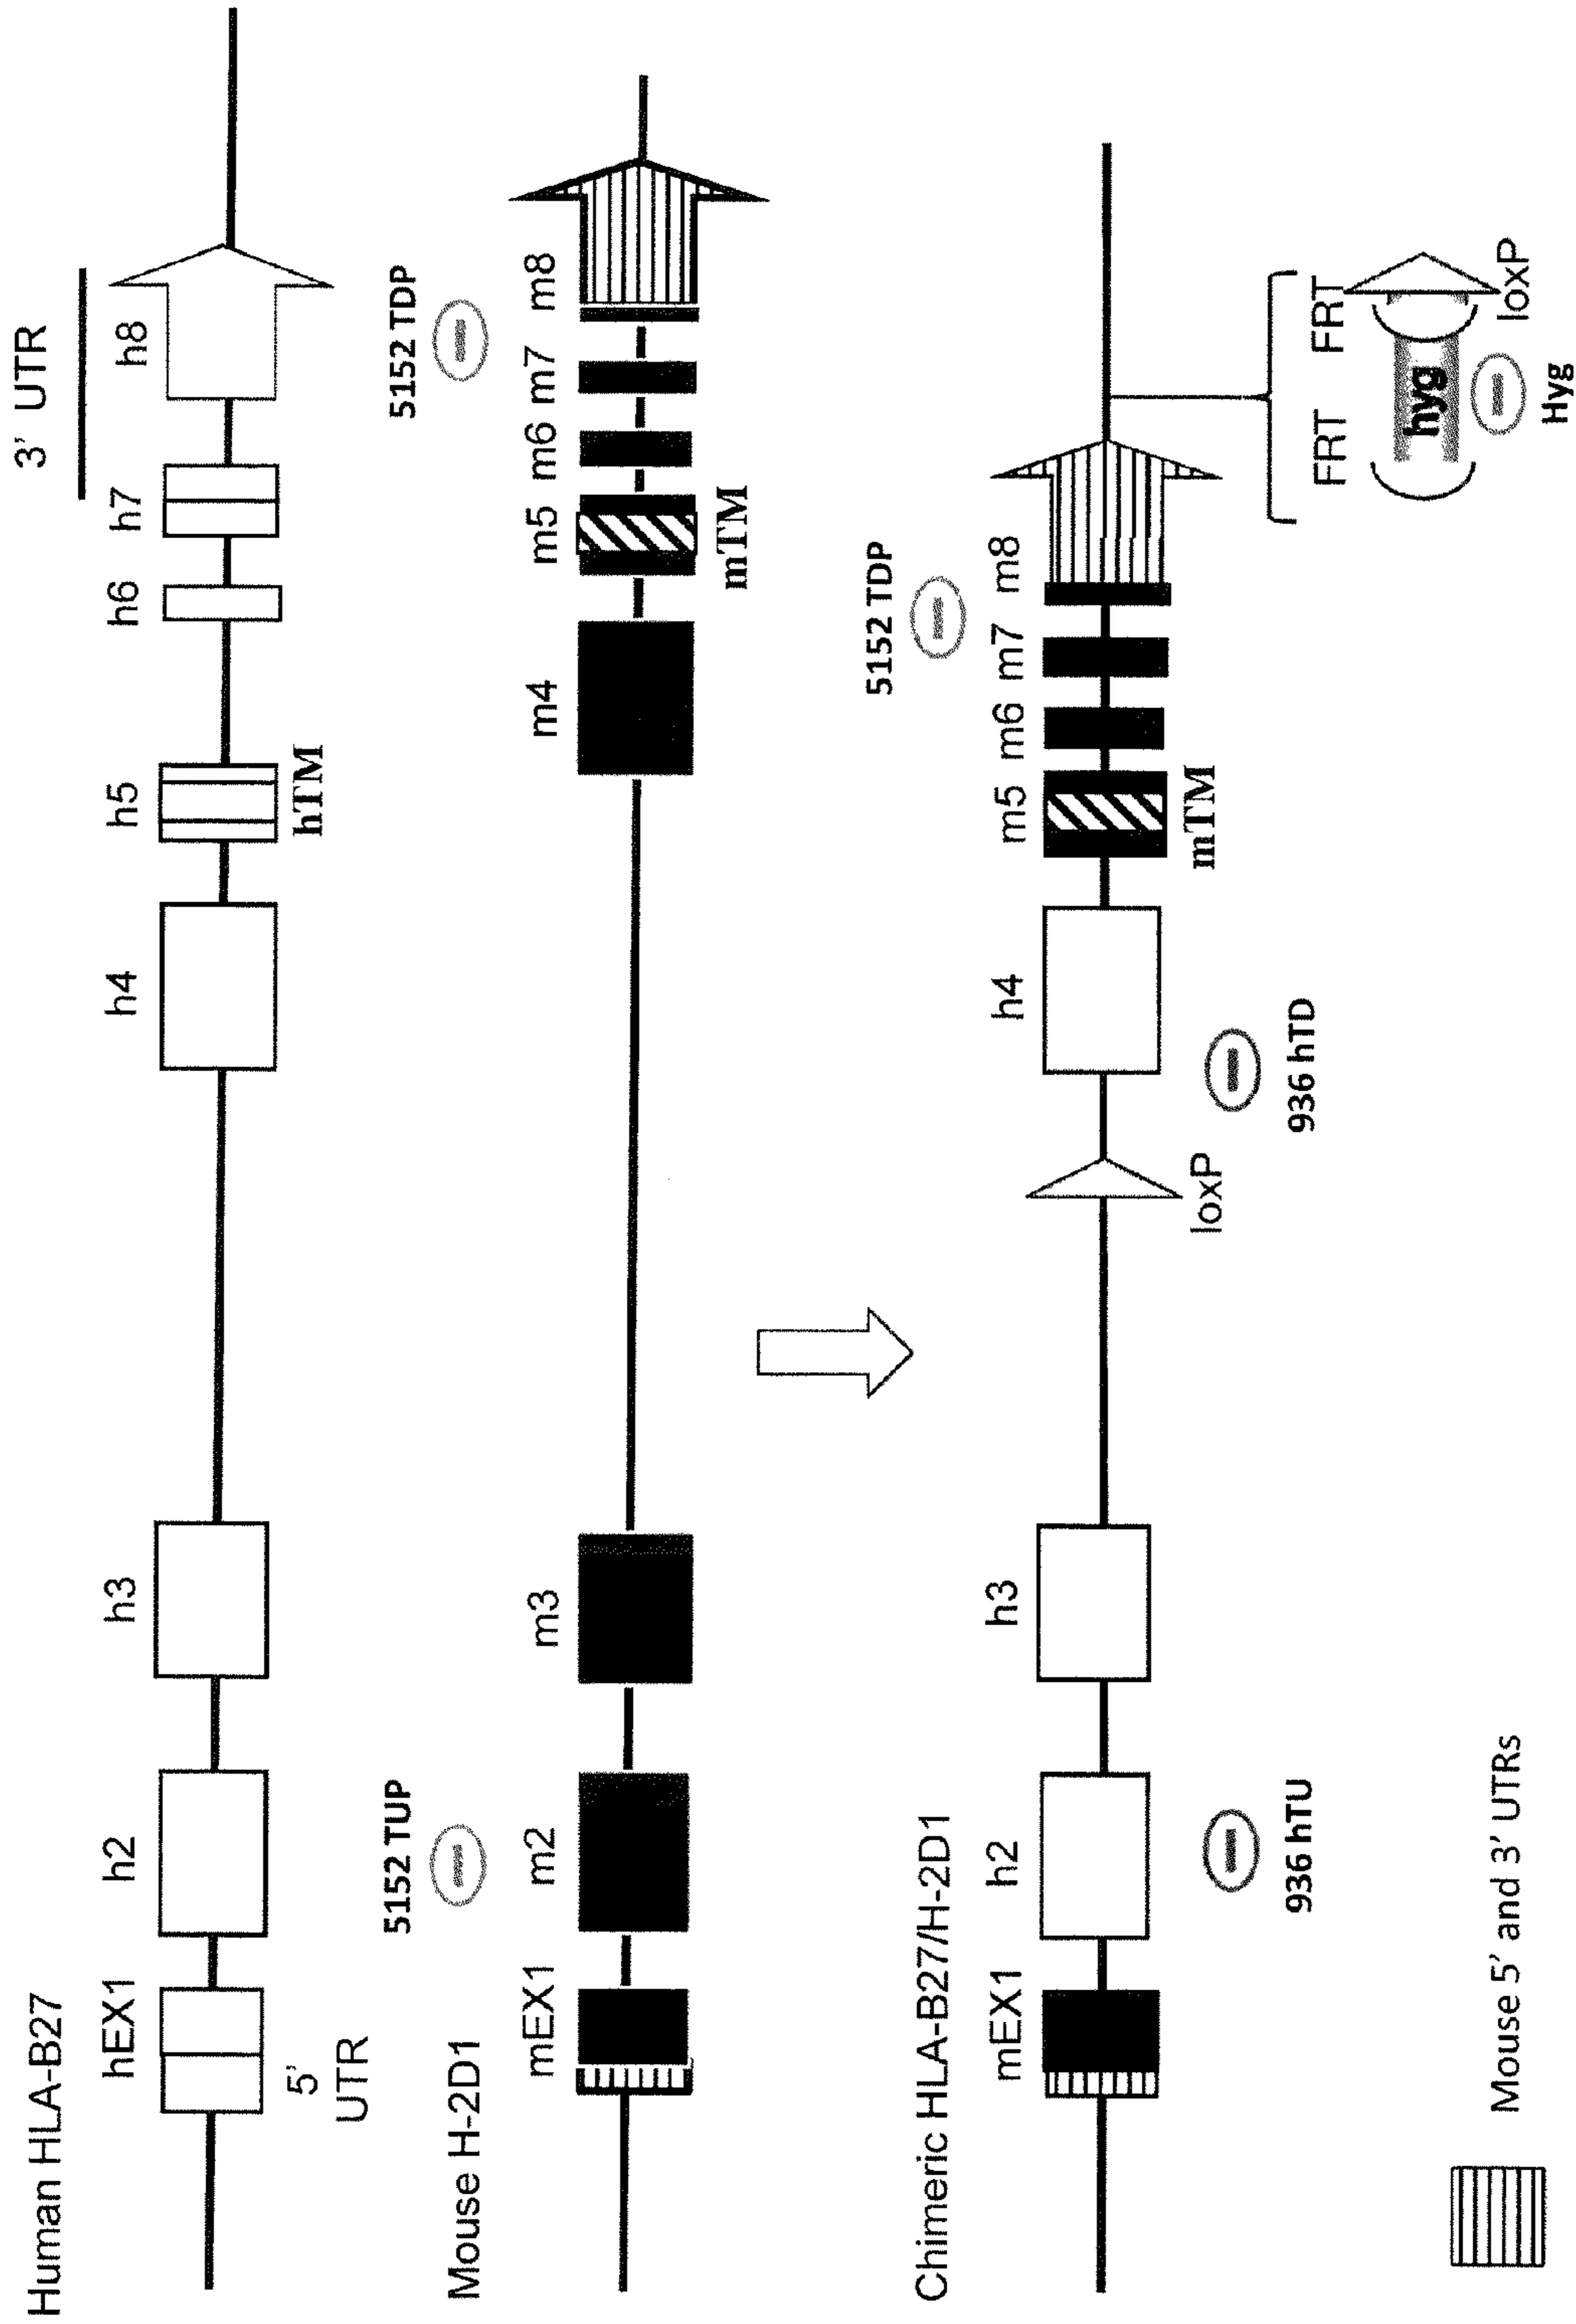 Human HLA-B27
hEX1
h2
h3
h4
h5
h6
h7
h8
3' UTR
5'
UTR
hTM
Mouse H-2D1
5152 TUP
5152 TDP
mEX1
m2
m3
m4
m5
m6
m7
m8
mTM
Chimeric HLA-B27/H-2D1
5152 TDP
mEX1
h2
h3
h4
m5
m6
m7
m8
loxP
mTM
936 hTU
936 hTD
FRT
FRT
hyg
loxP
Hyg
Mouse 5' and 3' UTRs